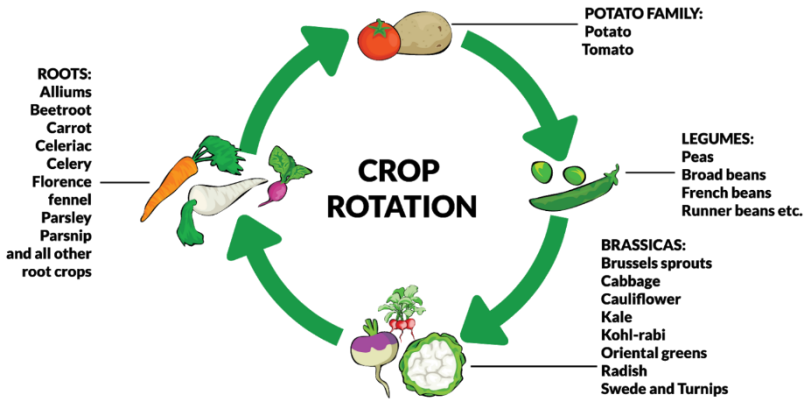 POTATO FAMILY:
Potato
Tomato
ROOTS:
Alliums
Beetroot
Carrot
Celeriac
Celery
Florence
fennel
Parsley
Parsnip
and all other
root crops
CROP
ROTATION
LEGUMES:
Peas
Broad beans
French beans
Runner beans etc.
BRASSICAS:
Brussels sprouts
Cabbage
Cauliflower
Kale
Kohl-rabi
Oriental greens
Radish
Swede and Turnips